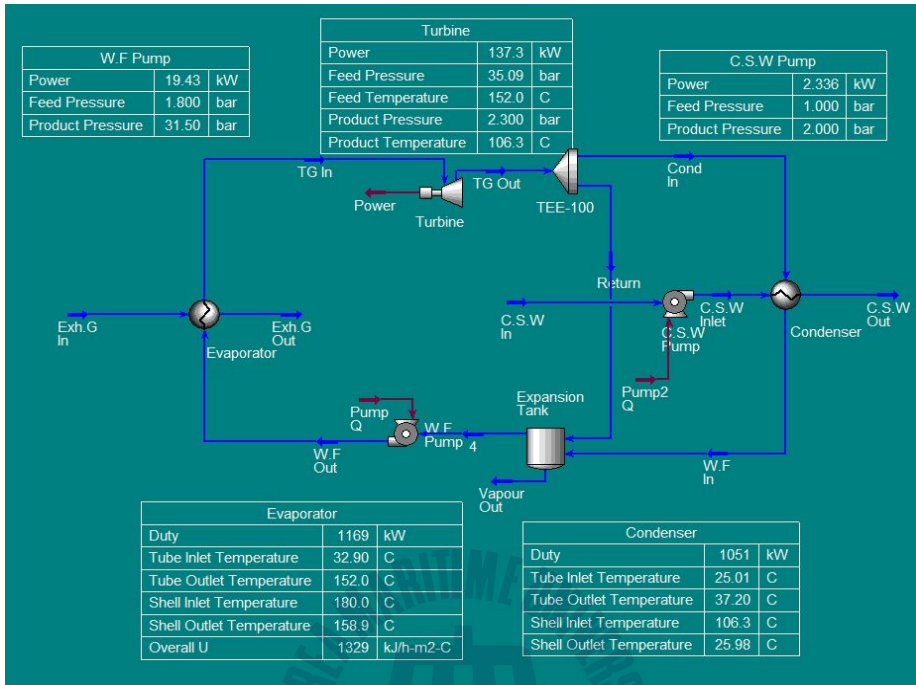 W.F Pump
Power 19.43 kW
Feed Pressure 1.800 bar
Product Pressure 31.50 bar
Turbine
Power 137.3 kW
Feed Pressure 35.09 bar
Feed Temperature 152.0 C
Product Pressure 2.300 bar
Product Temperature 106.3 C
C.S.W Pump
Power 2.336 kW
Feed Pressure 1.000 bar
Product Pressure 2.000 bar
TG In
Power
Turbine
TG Out
TEE-100
Cond
In
Return
Exh.G
In
Evaporator
Exh.G
Out
C.S.W
In
C.S.W
Pump
C.S.W
Inlet
Condenser
C.S.W
Out
Pump2
Q
Pump
Q
W.F
Pump
4
Expansion
Tank
W.F
Out
Vapour
Out
W.F
In
Evaporator
Duty 1169 kW
Tube Inlet Temperature 32.90 C
Tube Outlet Temperature 152.0 C
Shell Inlet Temperature 180.0 C
Shell Outlet Temperature 158.9 C
Overall U 1329 kJ/h-m2-C
Condenser
Duty 1051 kW
Tube Inlet Temperature 25.01 C
Tube Outlet Temperature 37.20 C
Shell Inlet Temperature 106.3 C
Shell Outlet Temperature 25.98 C